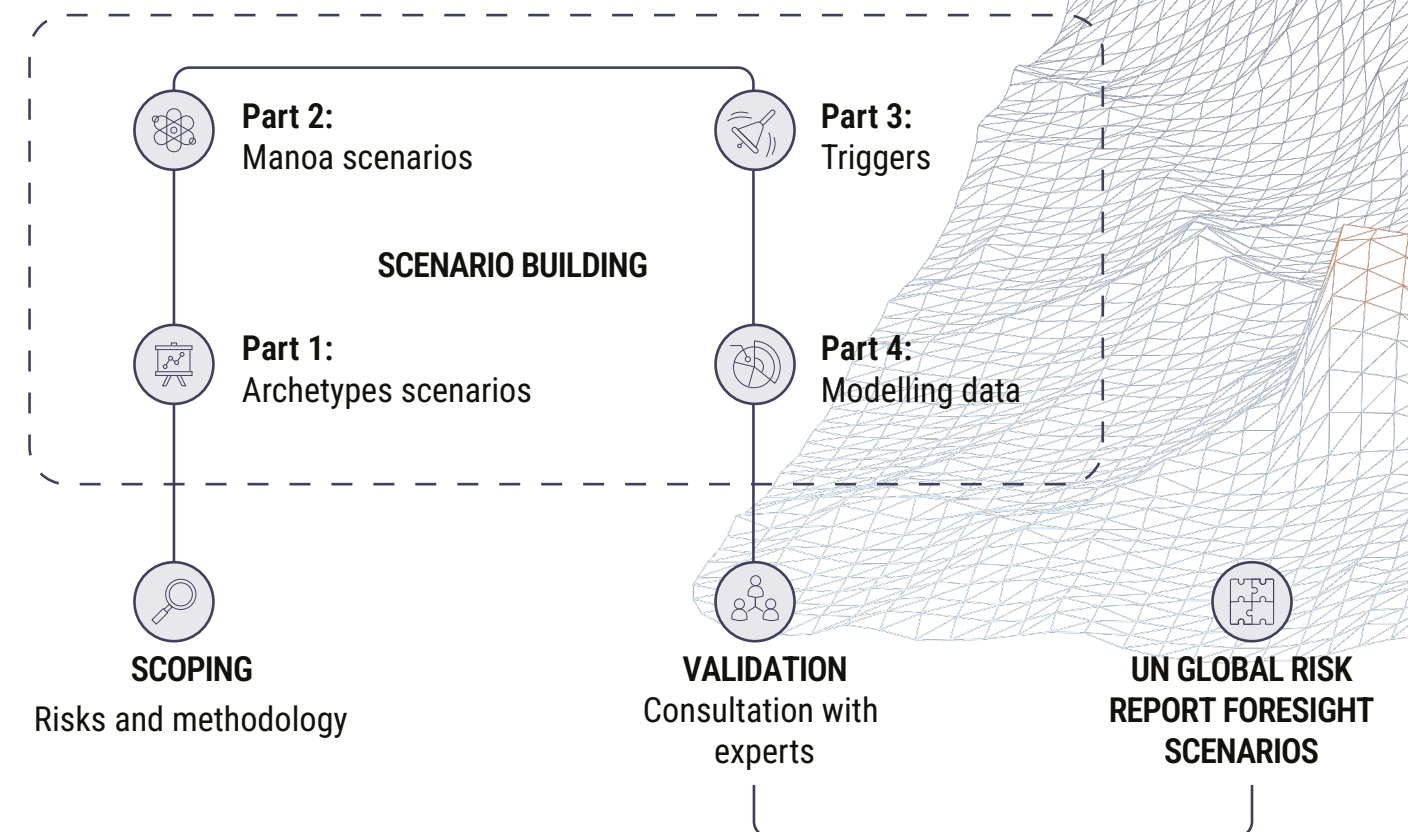 Part 2:
Manoa scenarios
Part 3:
Triggers
SCENARIO BUILDING
Part 1:
Archetypes scenarios
Part 4:
Modelling data
SCOPING
Risks and methodology
VALIDATION
Consultation with
experts
UN GLOBAL RISK
REPORT FORESIGHT
SCENARIOS